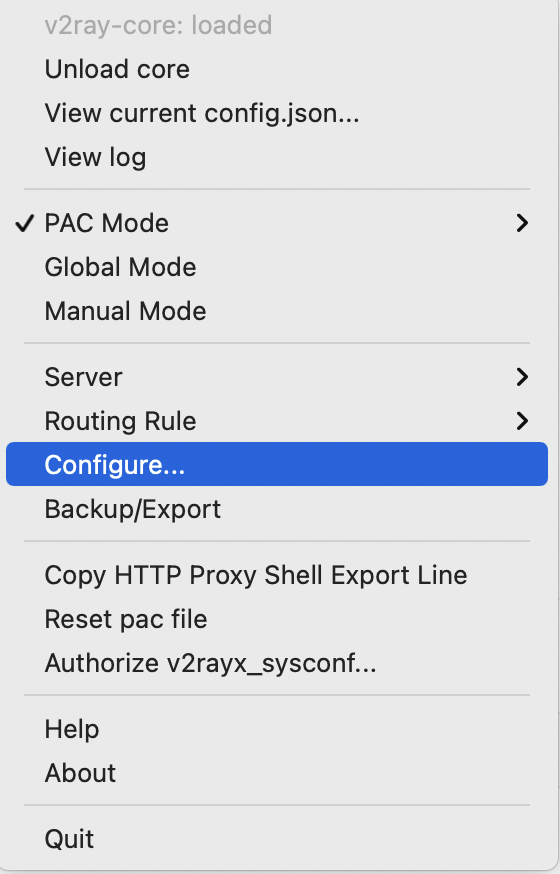 v2ray-core: loaded
Unload core
View current config.json...
View log
PAC Mode
Global Mode
Manual Mode
Server
Routing Rule
Configure...
Backup/Export
Copy HTTP Proxy Shell Export Line
Reset pac file
Authorize v2rayx_sysconf...
Help
About
Quit